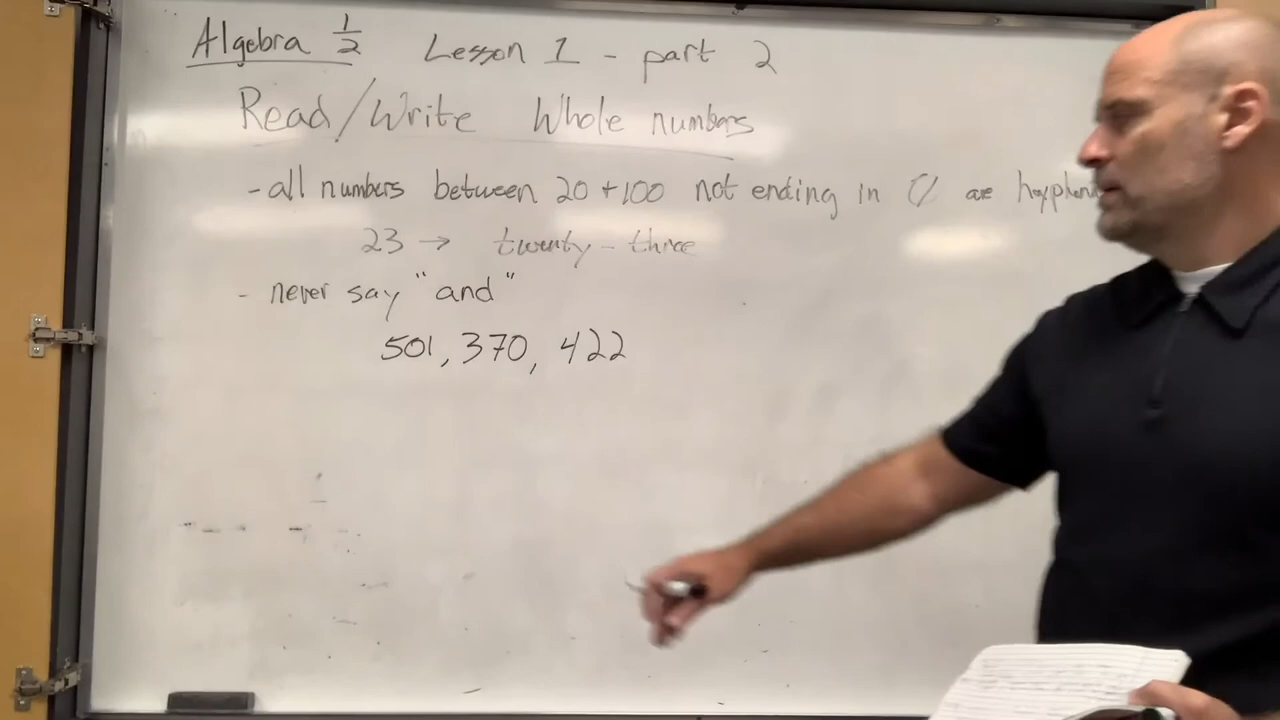 Algebra 1/2 Lesson 1 - part 2
Read/Write Whole numbers
- all numbers between 20 + 100 not ending in 0 are
23 → twenty-three
- never say "and"
501, 370, 422